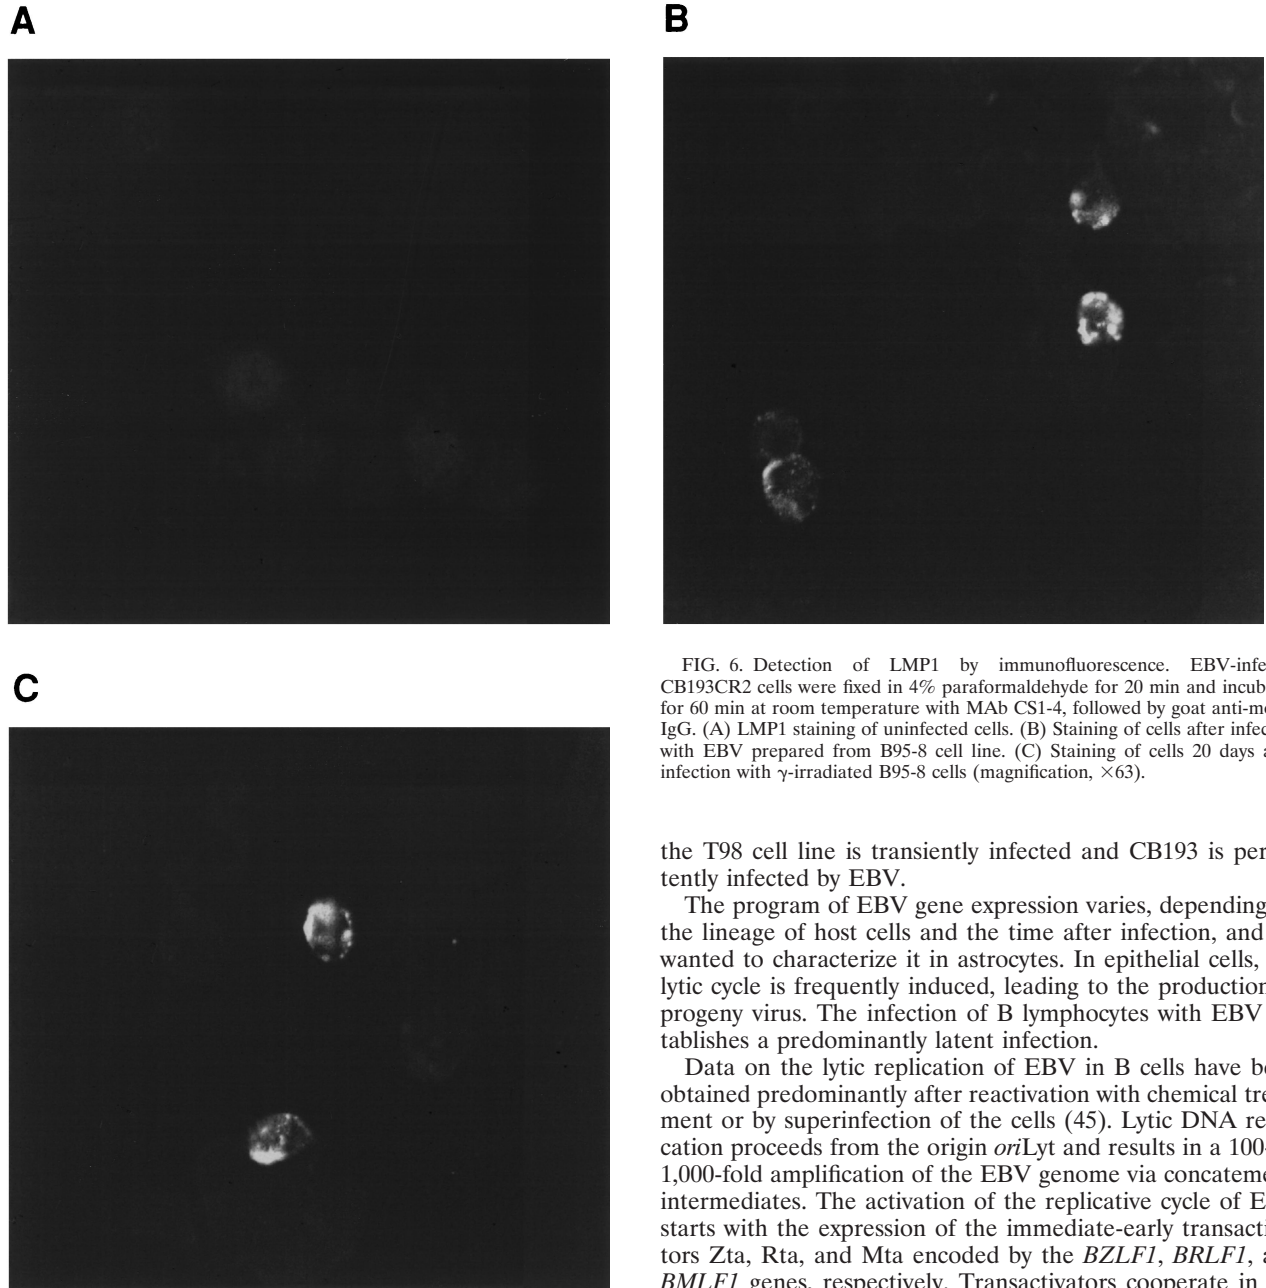 A
B
C
FIG. 6. Detection of LMP1 by immunofluorescence. EBV-infe
CB193CR2 cells were fixed in 4% paraformaldehyde for 20 min and incub
for 60 min at room temperature with MAb CS1-4, followed by goat anti-m
IgG. (A) LMP1 staining of uninfected cells. (B) Staining of cells after infec
with EBV prepared from B95-8 cell line. (C) Staining of cells 20 days a
infection with γ-irradiated B95-8 cells (magnification, ×63).
the T98 cell line is transiently infected and CB193 is per
tently infected by EBV.
The program of EBV gene expression varies, depending
the lineage of host cells and the time after infection, and
wanted to characterize it in astrocytes. In epithelial cells,
lytic cycle is frequently induced, leading to the production
progeny virus. The infection of B lymphocytes with EBV
tablishes a predominantly latent infection.
Data on the lytic replication of EBV in B cells have be
obtained predominantly after reactivation with chemical tre
ment or by superinfection of the cells (45). Lytic DNA re
cation proceeds from the origin oriLyt and results in a 100-
1,000-fold amplification of the EBV genome via concateme
intermediates. The activation of the replicative cycle of E
starts with the expression of the immediate-early transacti
tors Zta, Rta, and Mta encoded by the BZLF1, BRLF1, a
BMLF1 genes, respectively. Transactivators cooperate in